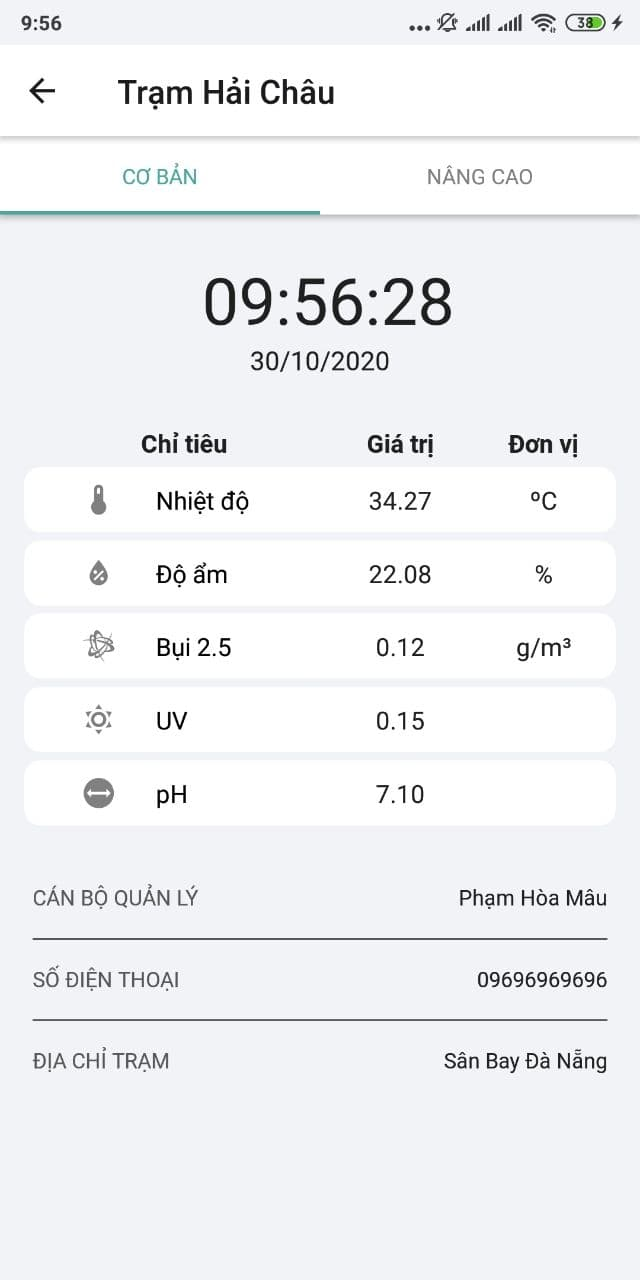 9:56
38
Trạm Hải Châu
CƠ BẢN NÂNG CAO
09:56:28
30/10/2020
Chỉ tiêu Giá trị Đơn vị
Nhiệt độ 34.27 ºC
Độ ẩm 22.08 %
Bụi 2.5 0.12 g/m³
UV 0.15
pH 7.10
CÁN BỘ QUẢN LÝ Phạm Hòa Mâu
SỐ ĐIỆN THOẠI 09696969696
ĐỊA CHỈ TRẠM Sân Bay Đà Nẵng